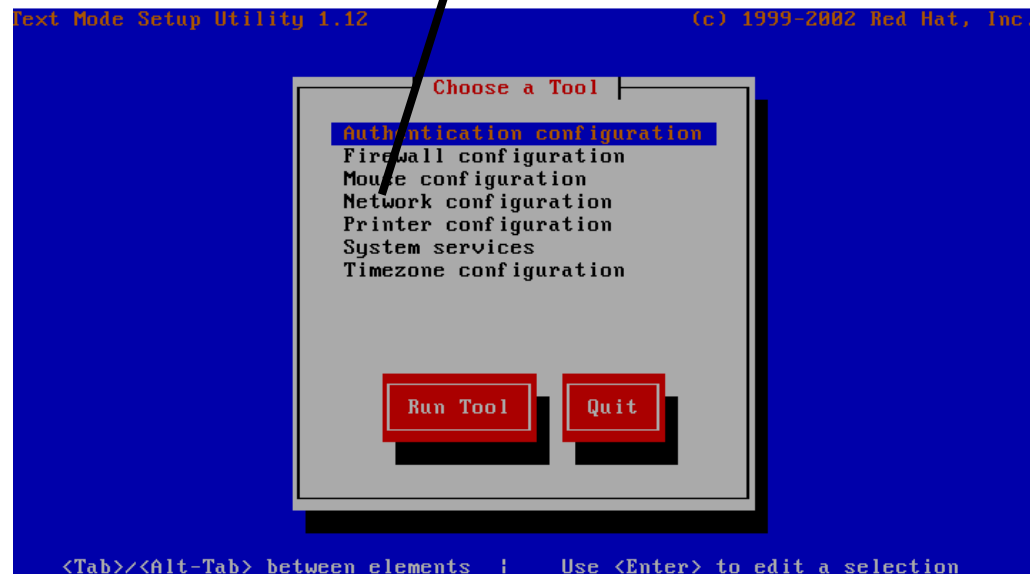 Text Mode Setup Utility 1.12 (c) 1999-2002 Red Hat, Inc.
Choose a Tool
Authentication configuration
Firewall configuration
Mouse configuration
Network configuration
Printer configuration
System services
Timezone configuration
Run Tool Quit
<Tab>/<Alt-Tab> between elements | Use <Enter> to edit a selection